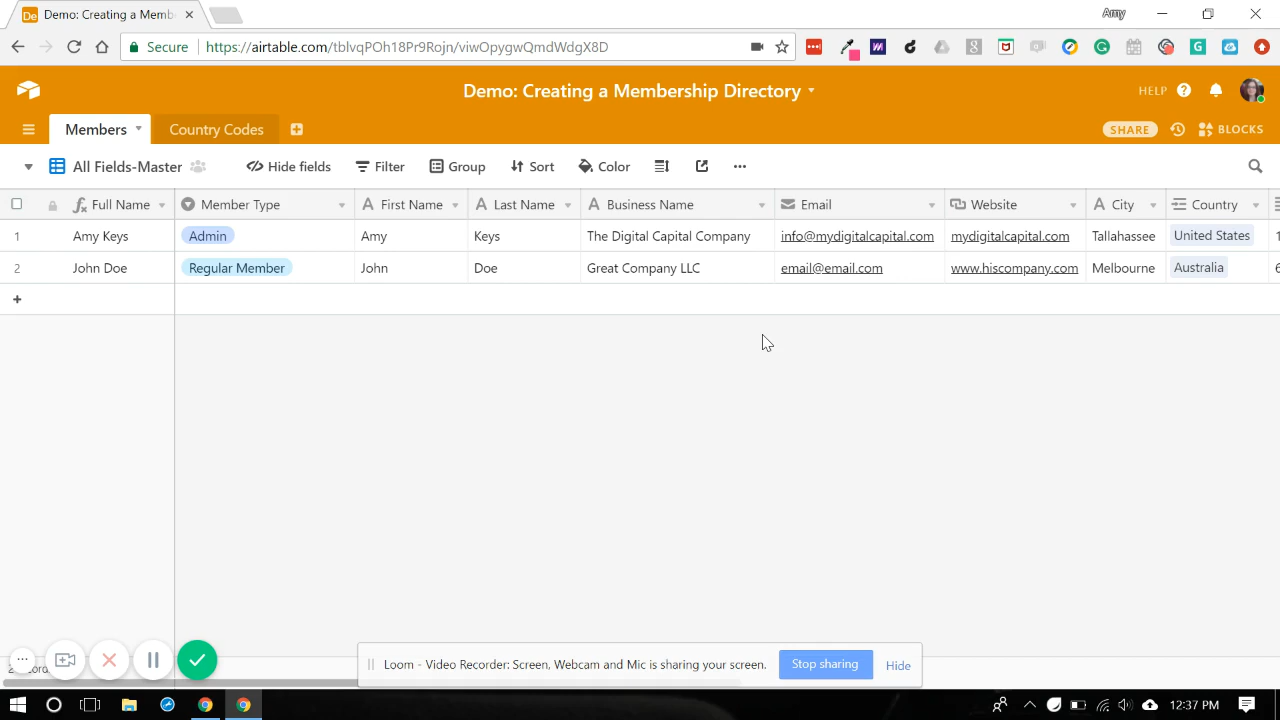 Demo: Creating a Memb
Amy
Secure
https://airtable.com/tblvqPOh18Pr9Rojn/viwOpygwQmdWdgX8D
Demo: Creating a Membership Directory
HELP
Members
Country Codes
SHARE
BLOCKS
All Fields-Master
Hide fields
Filter
Group
Sort
Color
Full Name
Member Type
First Name
Last Name
Business Name
Email
Website
City
Country
1
Amy Keys
Admin
Amy
Keys
The Digital Capital Company
info@mydigitalcapital.com
mydigitalcapital.com
Tallahassee
United States
1
2
John Doe
Regular Member
John
Doe
Great Company LLC
email@email.com
www.hiscompany.com
Melbourne
Australia
6
Loom - Video Recorder: Screen, Webcam and Mic is sharing your screen.
Stop sharing
Hide
12:37 PM